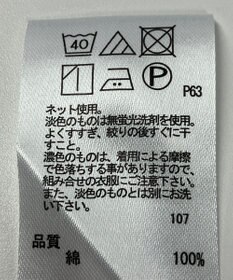 40
P
P63
ネット使用。
淡色のものは無蛍光洗剤を使用。
よくすすぎ、絞りの後すぐに干
すこと。
濃色のものは、着用による摩擦
で色落ちする事がありますので、
組み合せの衣服にご注意下さい。
また、淡色のものとは別にお洗
い下さい。
107
品質
綿 100%